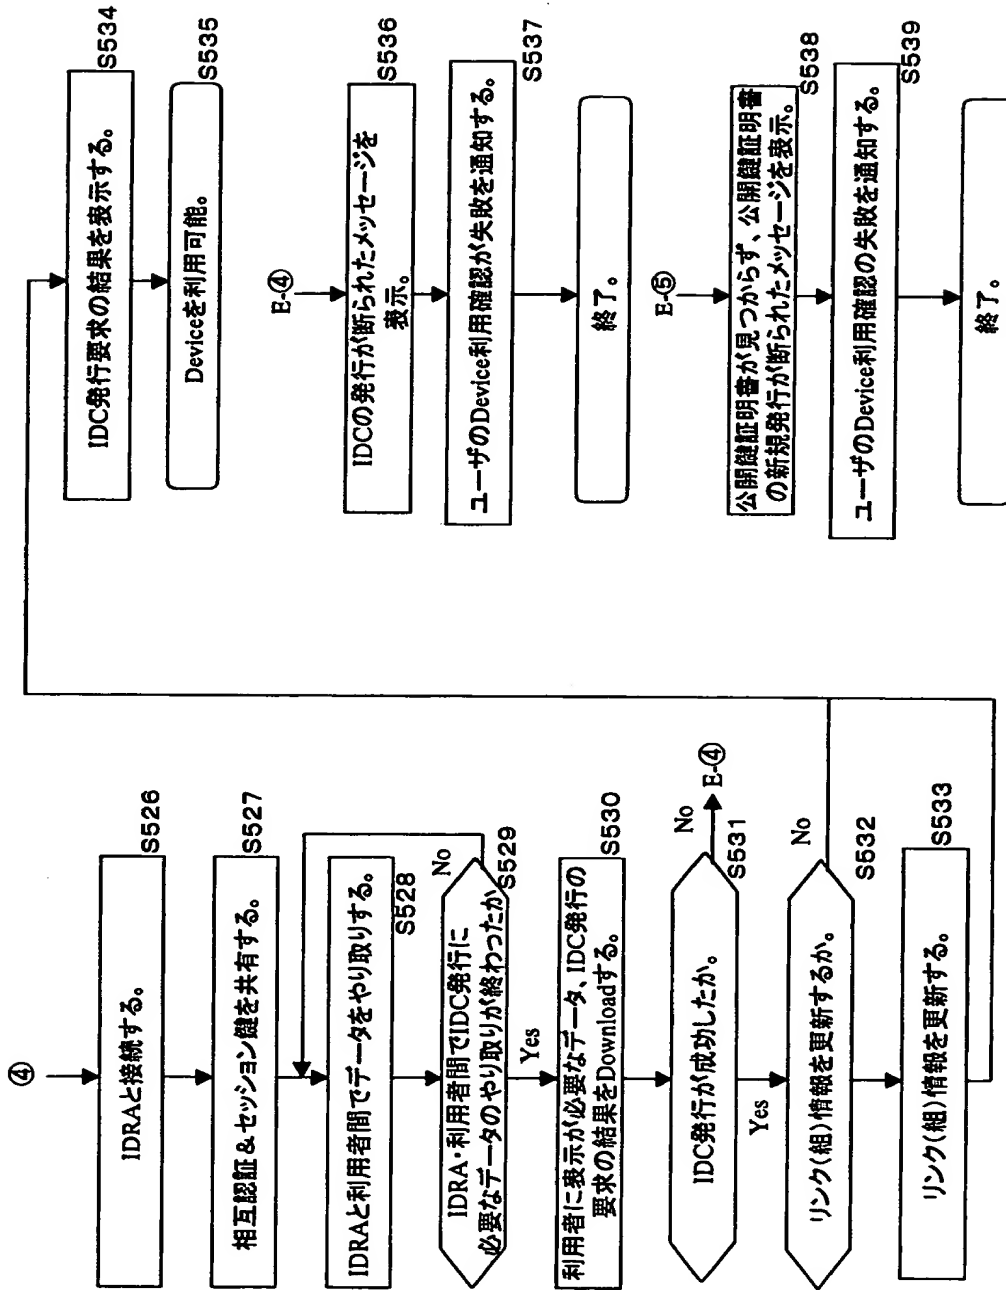 ④
IDRAと接続する。
S526
相互認証＆セッション鍵を共有する。
S527
IDRAと利用者間でデータをやり取りする。
S528
IDRA・利用者間でIDC発行に
必要なデータのやり取りが終わったか
No
S529
Yes
利用者に表示が必要なデータ、IDC発行の
要求の結果をDownloadする。
S530
IDC発行が成功したか。
No
E-④
S531
Yes
リンク(組)情報を更新するか。
No
S532
リンク(組)情報を更新する。
S533
IDC発行要求の結果を表示する。
S534
Deviceを利用可能。
S535
E-④
IDCの発行が断られたメッセージを
表示。
S536
ユーザのDevice利用確認が失敗を通知する。
S537
終了。
E-⑤
公開鍵証明書が見つからず、公開鍵証明書
の新規発行が断られたメッセージを表示。
S538
ユーザのDevice利用確認の失敗を通知する。
S539
終了。